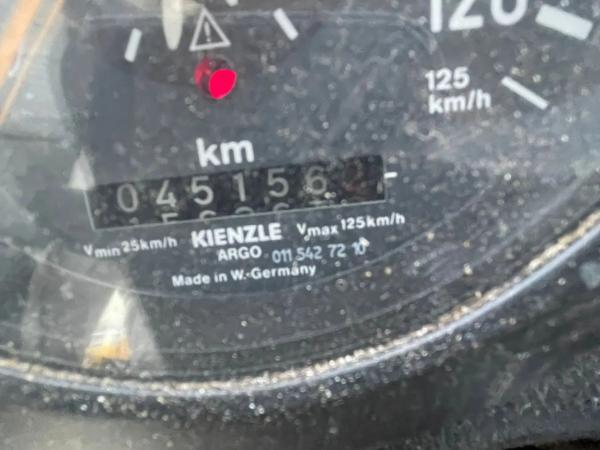 120
125
km/h
km
045156
Vmin 25km/h KIENZLE Vmax 125km/h
ARGO 011 542 72 10
Made in W.-Germany